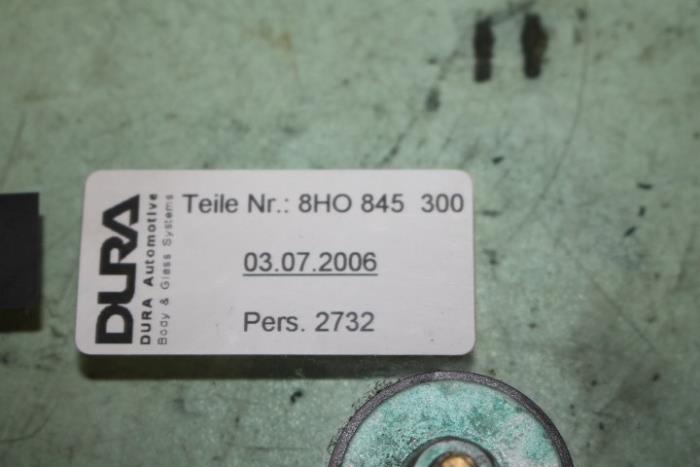 DURA
DURA Automotive
Body & Glass Systems
Teile Nr.: 8HO 845 300
03.07.2006
Pers. 2732